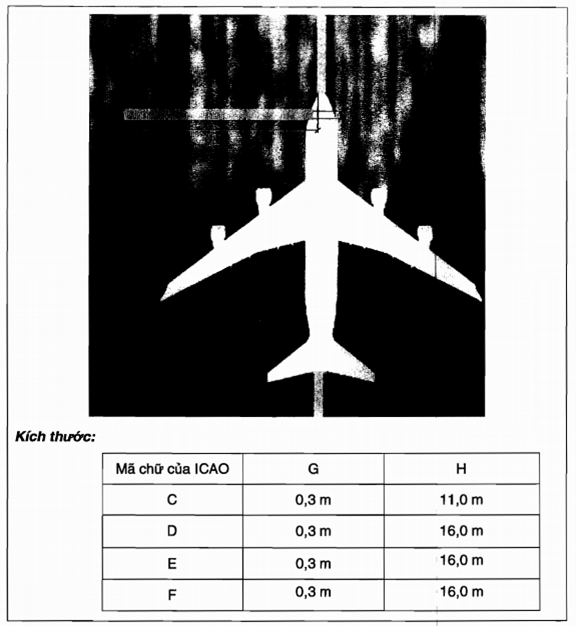 Kích thước:
Mã chữ của ICAO G H
C 0,3 m 11,0 m
D 0,3 m 16,0 m
E 0,3 m 16,0 m
F 0,3 m 16,0 m